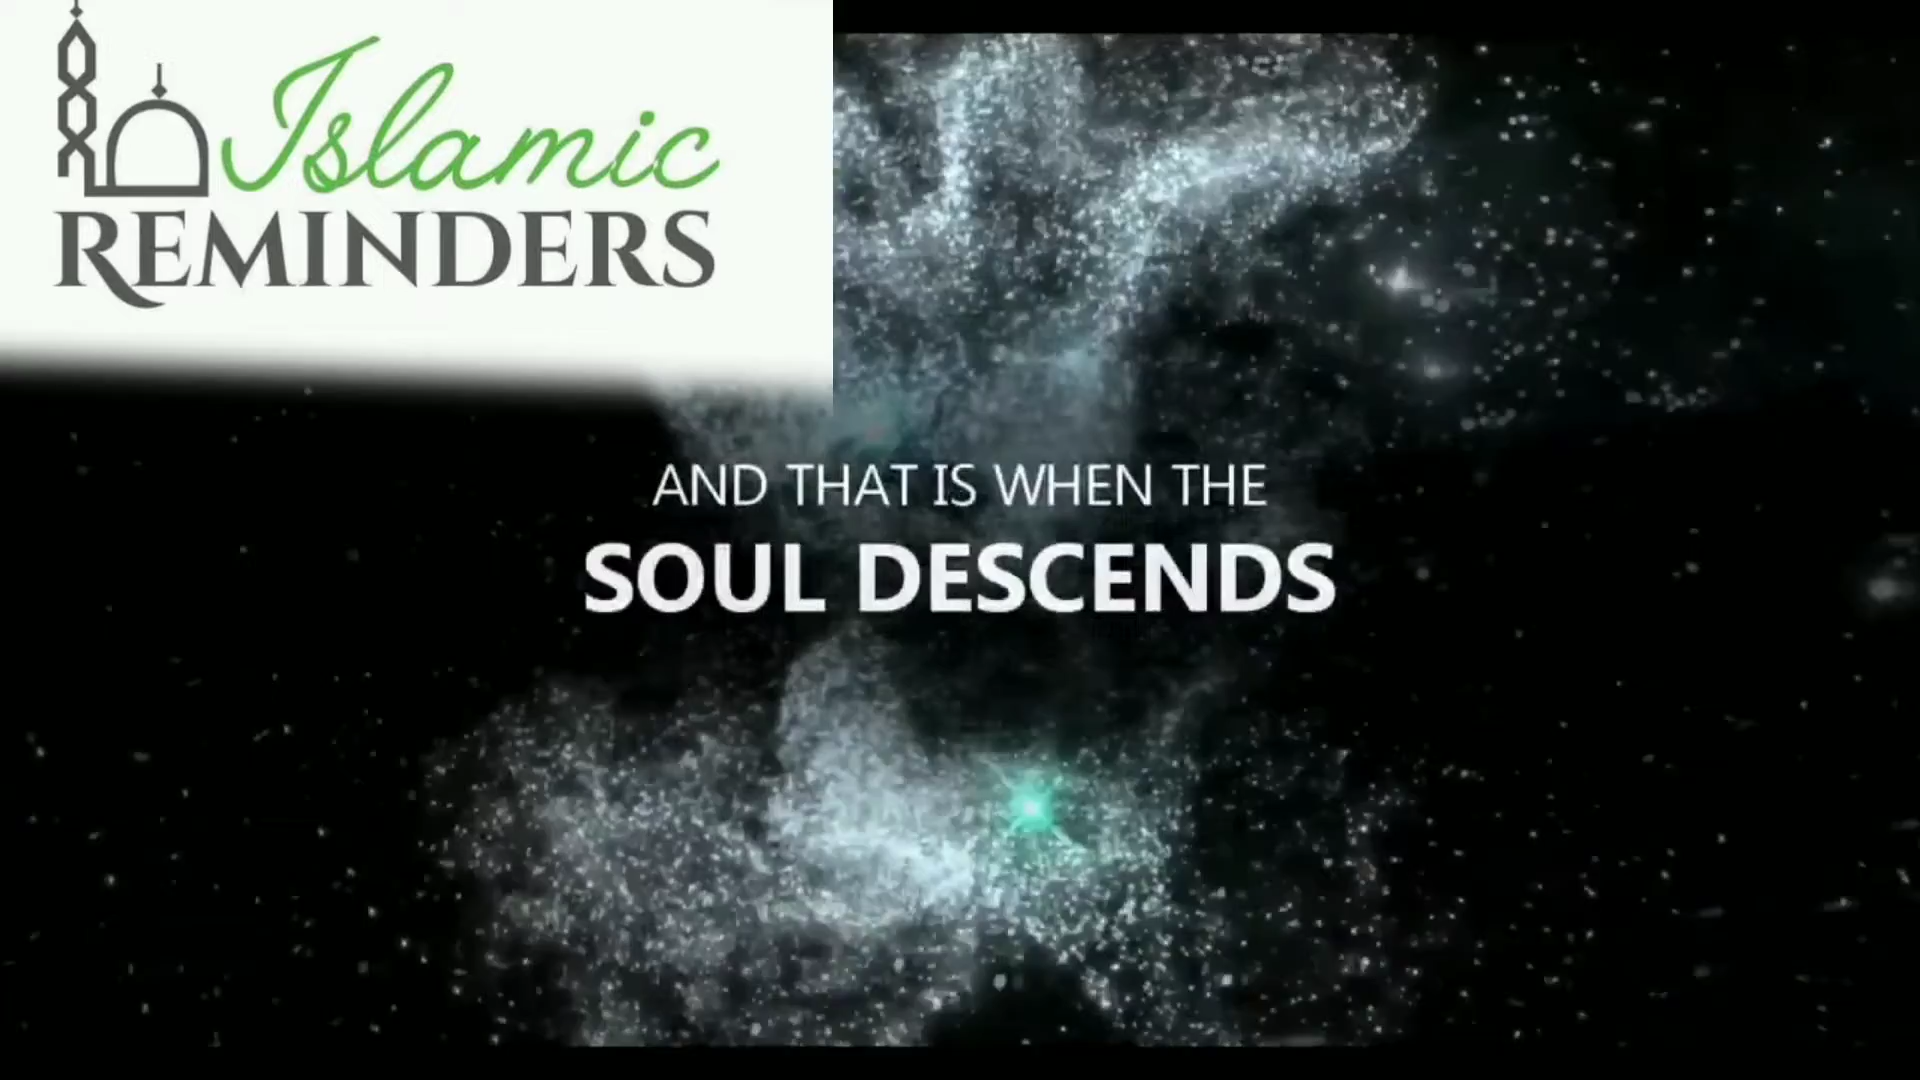 Islamic
REMINDERS
AND THAT IS WHEN THE
SOUL DESCENDS